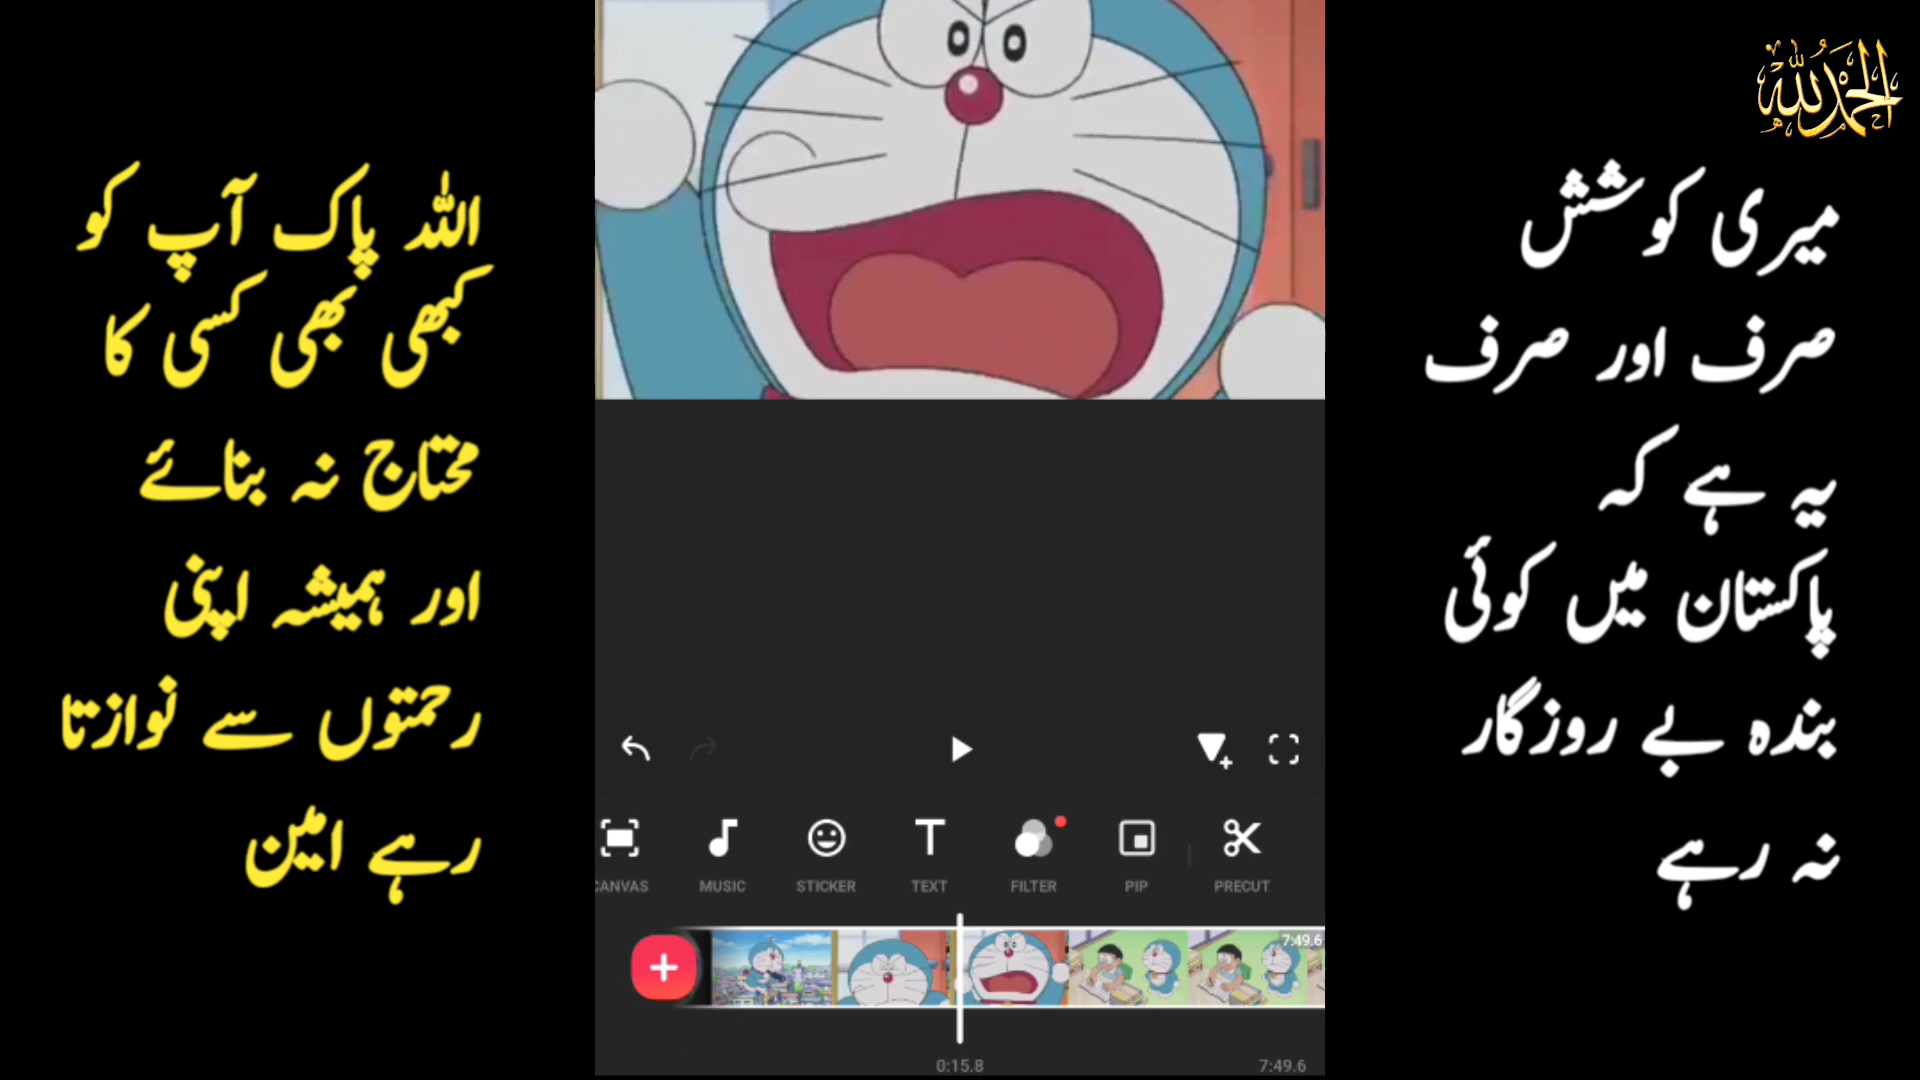 الحمدللہ
میری کوشش
صرف اور صرف
یہ ہے کہ
پاکستان میں کوئی
بندہ بے روزگار
نہ رہے
اللہ پاک آپ کو
کبھی بھی کسی کا
محتاج نہ بنائے
اور ہمیشہ اپنی
رحمتوں سے نوازتا
رہے امین
CANVAS MUSIC STICKER TEXT FILTER PIP PRECUT
7:49.6
0:15.8 7:49.6